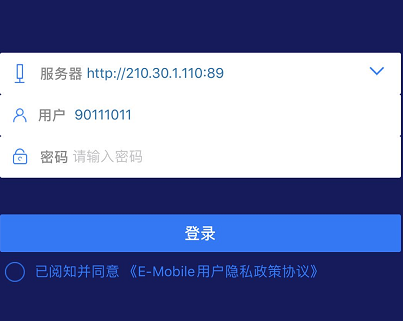 服务器 http://210.30.1.110:89
用户 90111011
密码 请输入密码
登录
已阅知并同意 《E-Mobile用户隐私政策协议》